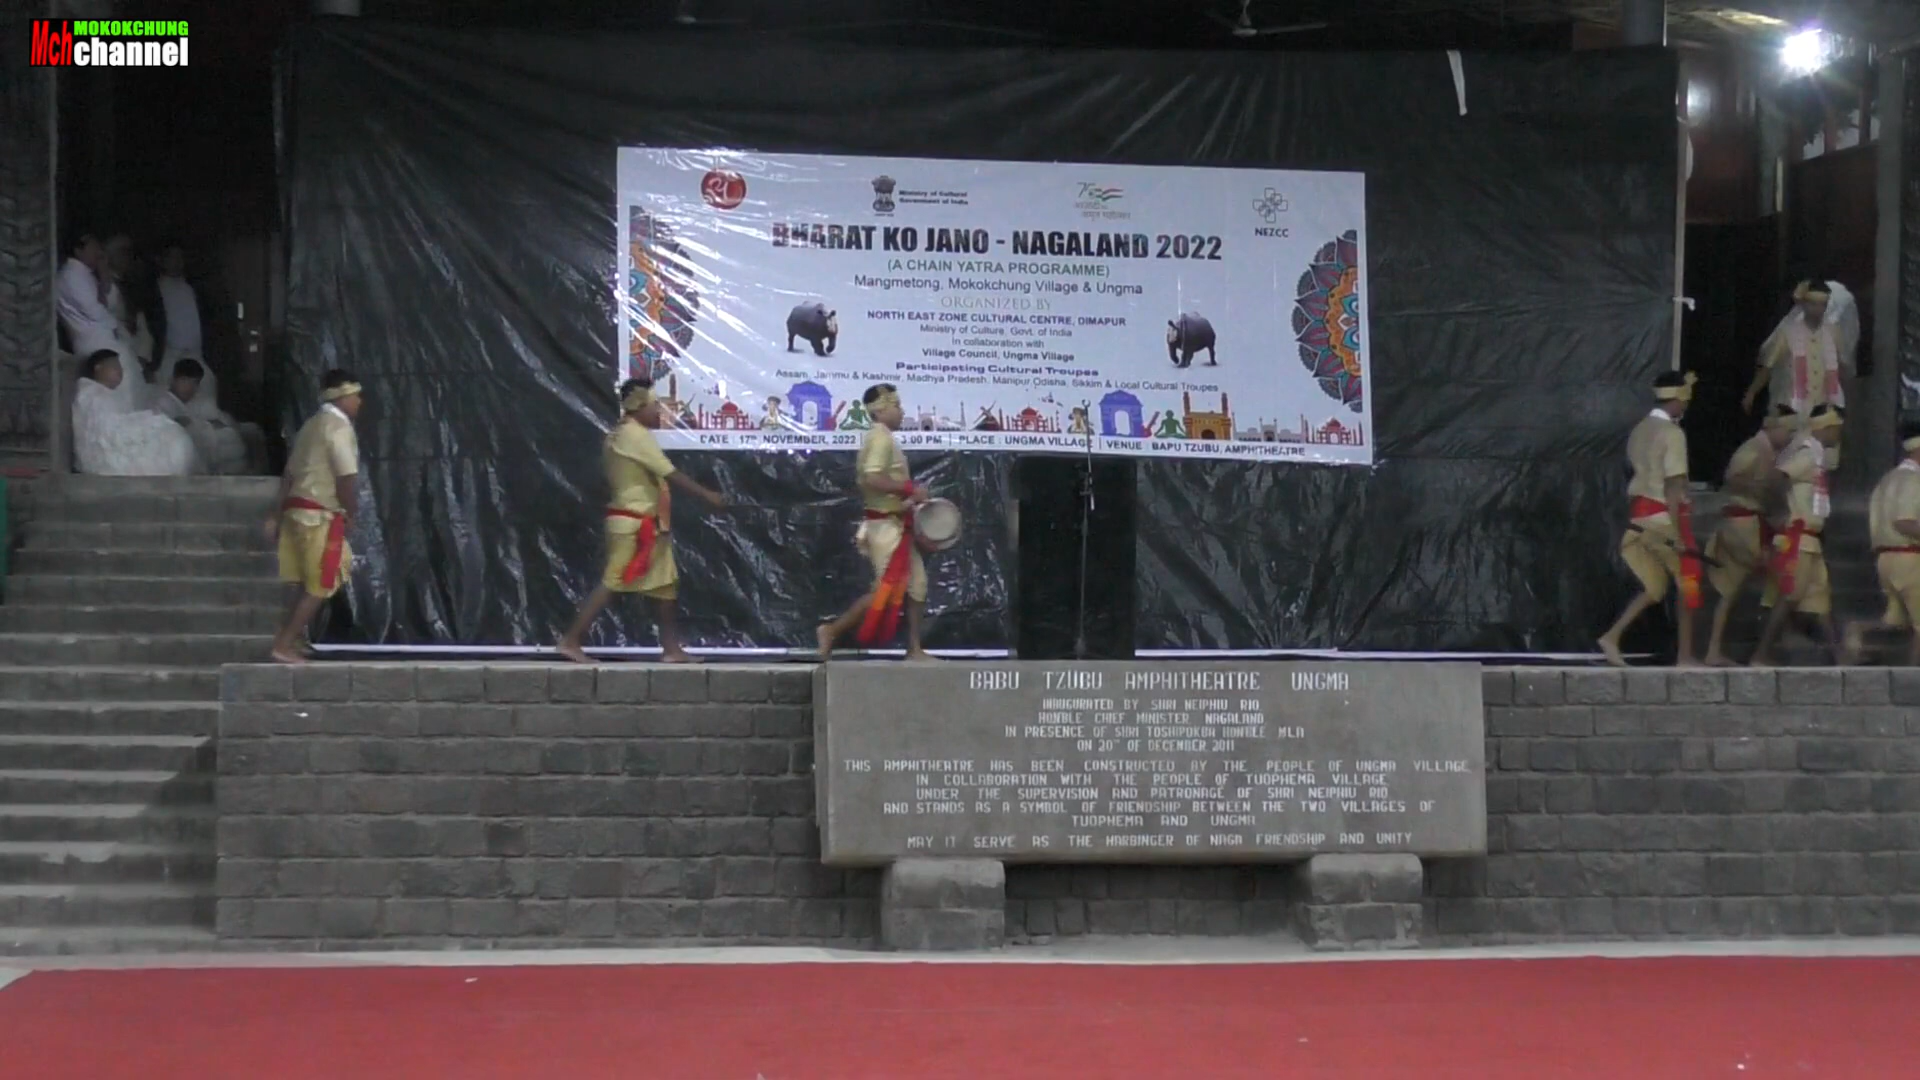 Mch MOKOKCHUNG
channel
Ministry of Culture
Government of India
NEZCC
BHARAT KO JANO - NAGALAND 2022
(A CHAIN YATRA PROGRAMME)
Mangmetong, Mokokchung Village & Ungma
ORGANIZED BY
NORTH EAST ZONE CULTURAL CENTRE, DIMAPUR
Ministry of Culture, Govt. of India
In collaboration with
Village Council, Ungma Village
Participating Cultural Troupes
Assam, Jammu & Kashmir, Madhya Pradesh, Manipur Odisha, Sikkim & Local Cultural Troupes
DATE : 17th NOVEMBER, 2022 | 3:00 PM | PLACE : UNGMA VILLAGE | VENUE : BAPU TZUBU, AMPHITHEATRE
BABU TZUBU AMPHITHEATRE UNGMA
INAUGURATED BY SHRI NEIPHIU RIO
HONBLE CHIEF MINISTER NAGALAND
IN PRESENCE OF SHRI TOSHIPOKBA HONBLE MLA
ON 20TH OF DECEMBER 2011
THIS AMPHITHEATRE HAS BEEN CONSTRUCTED BY THE PEOPLE OF UNGMA VILLAGE
IN COLLABORATION WITH THE PEOPLE OF TUOPHEMA VILLAGE
UNDER THE SUPERVISION AND PATRONAGE OF SHRI NEIPHIU RIO
AND STANDS AS A SYMBOL OF FRIENDSHIP BETWEEN THE TWO VILLAGES OF
TUOPHEMA AND UNGMA
MAY IT SERVE AS THE HARBINGER OF NAGA FRIENDSHIP AND UNITY